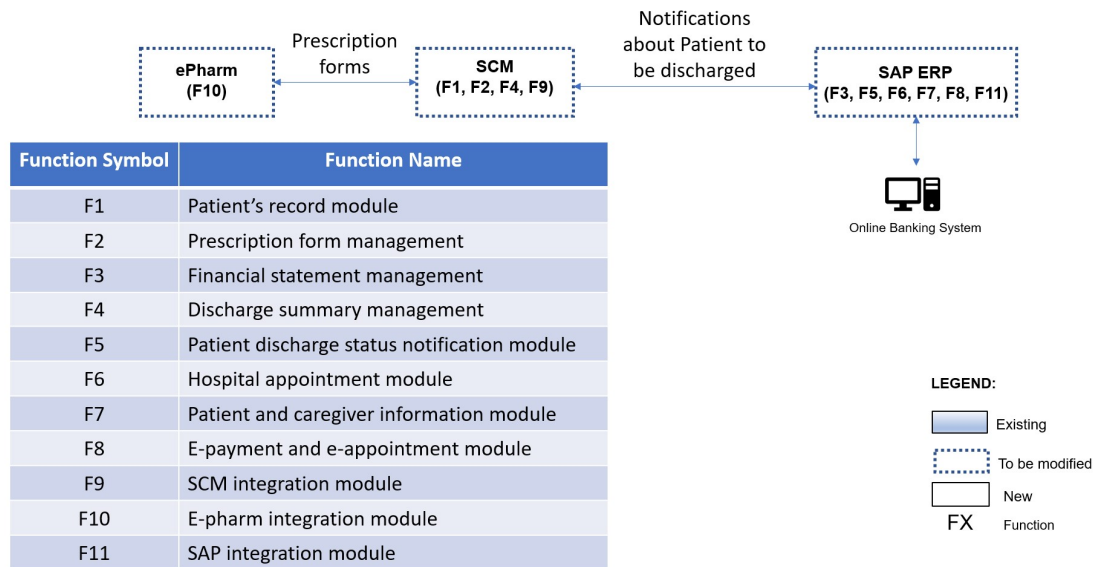 Prescription
forms
Notifications
about Patient to
be discharged
ePharm
(F10)
SCM
(F1, F2, F4, F9)
SAP ERP
(F3, F5, F6, F7, F8, F11)
Online Banking System
Function Symbol Function Name
F1 Patient's record module
F2 Prescription form management
F3 Financial statement management
F4 Discharge summary management
F5 Patient discharge status notification module
F6 Hospital appointment module
F7 Patient and caregiver information module
F8 E-payment and e-appointment module
F9 SCM integration module
F10 E-pharm integration module
F11 SAP integration module
LEGEND:
Existing
To be modified
New
FX Function